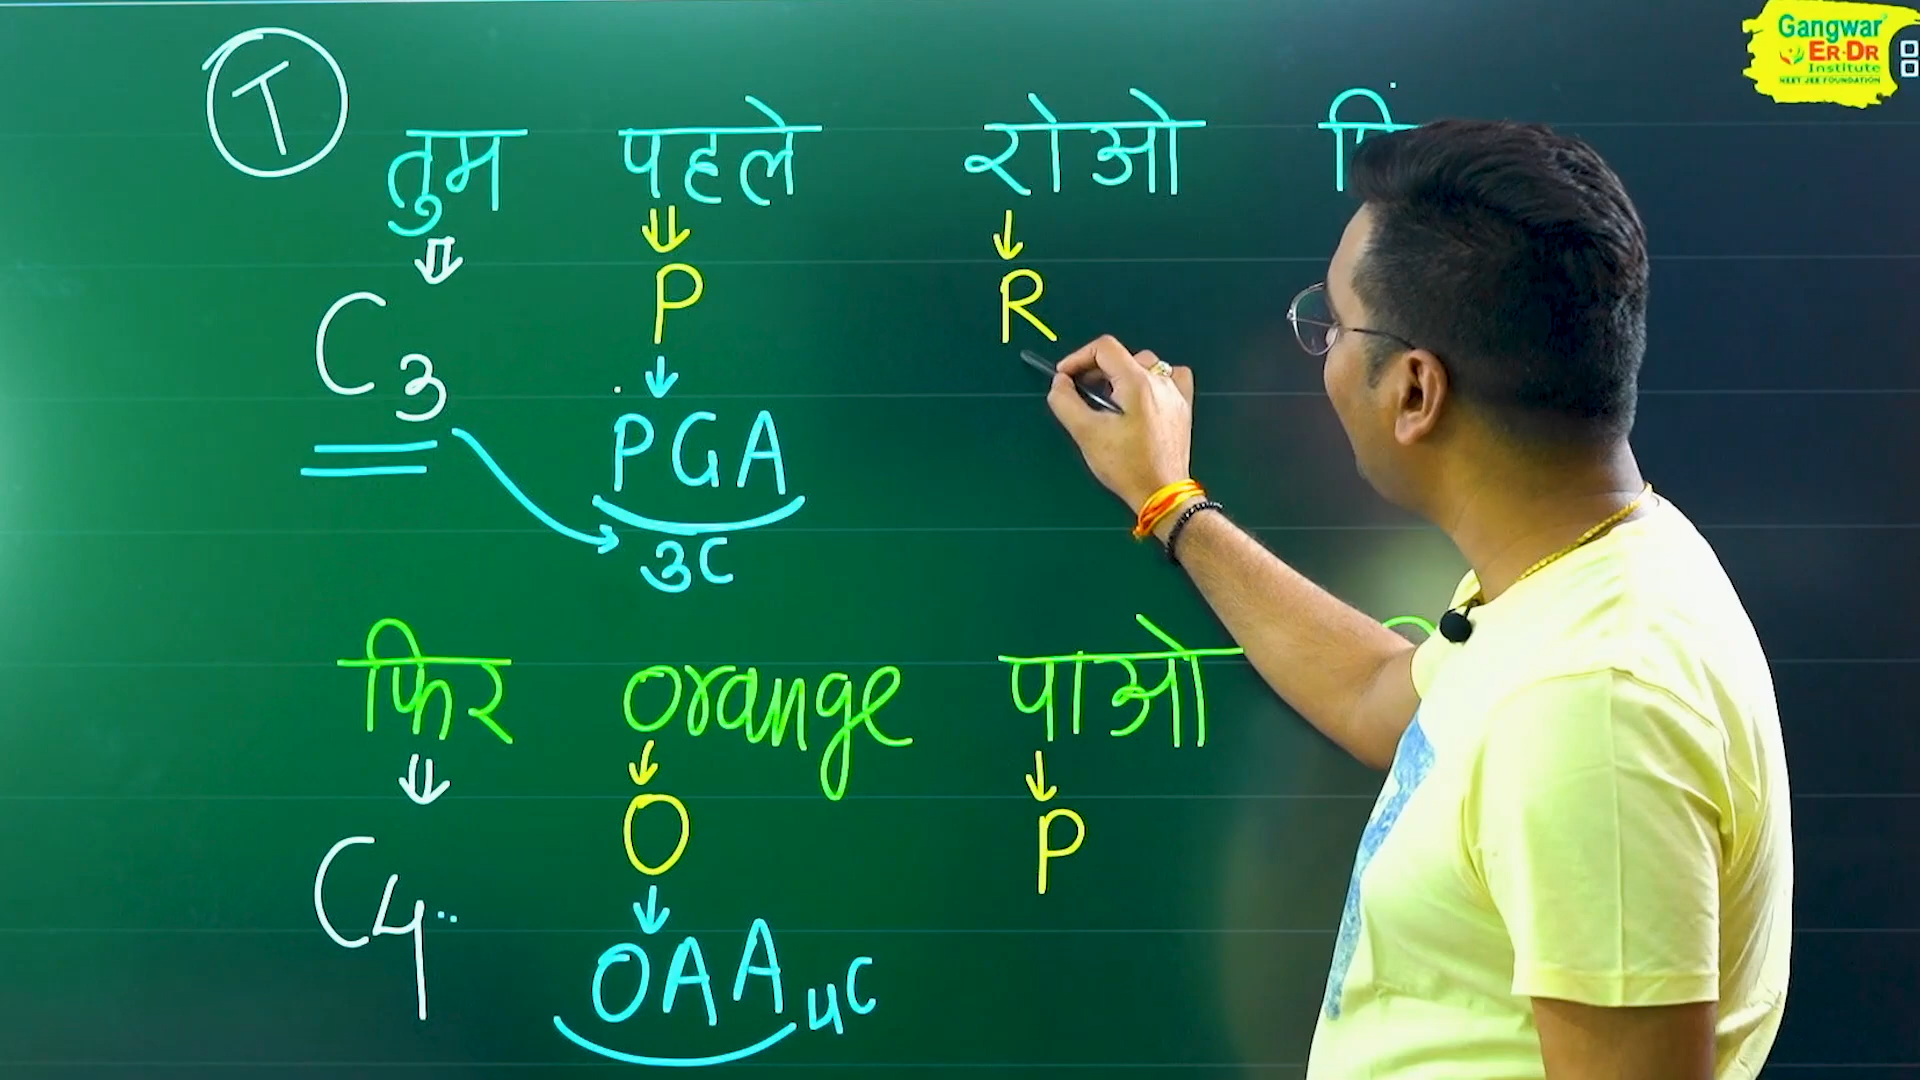 Gangwar
ER-DR
Institute
NEET-JEE FOUNDATION
T
तुम पहले रोओ
P R
C3
PGA
3C
फिर orange पाओ
O P
C4
OAA 4C